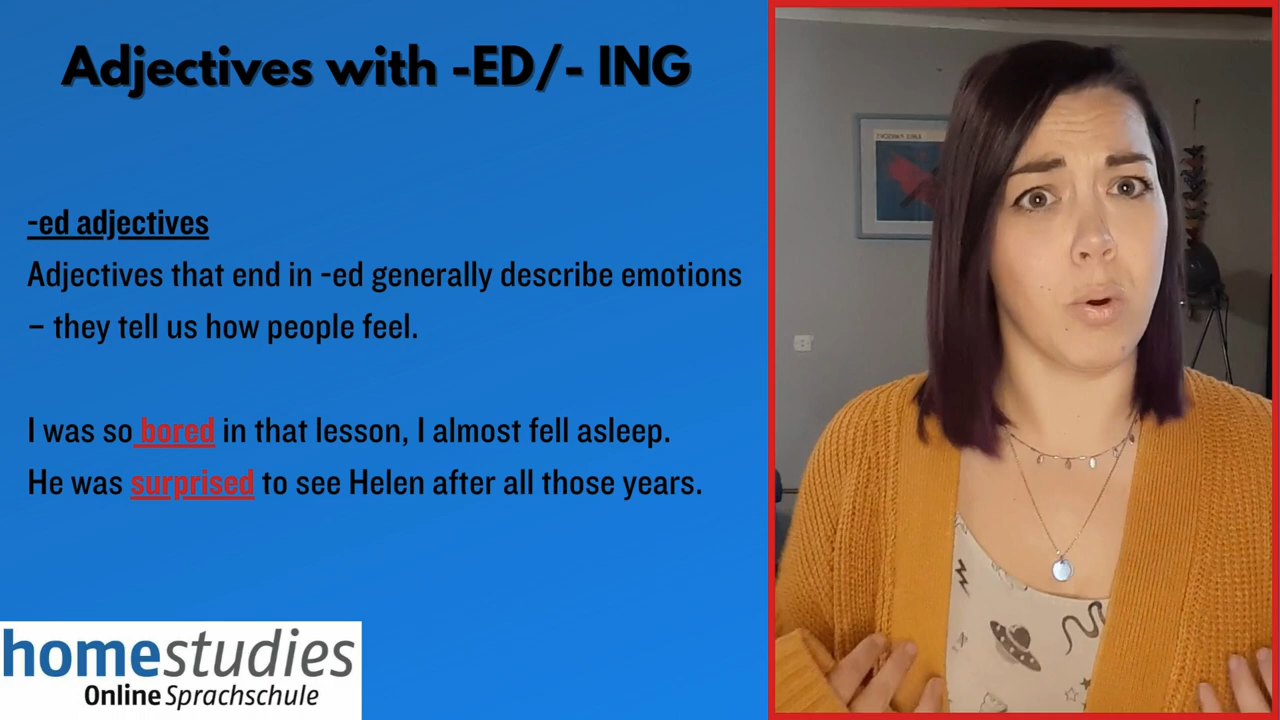 Adjectives with -ED/- ING
-ed adjectives
Adjectives that end in -ed generally describe emotions
– they tell us how people feel.
I was so bored in that lesson, I almost fell asleep.
He was surprised to see Helen after all those years.
homestudies
Online Sprachschule